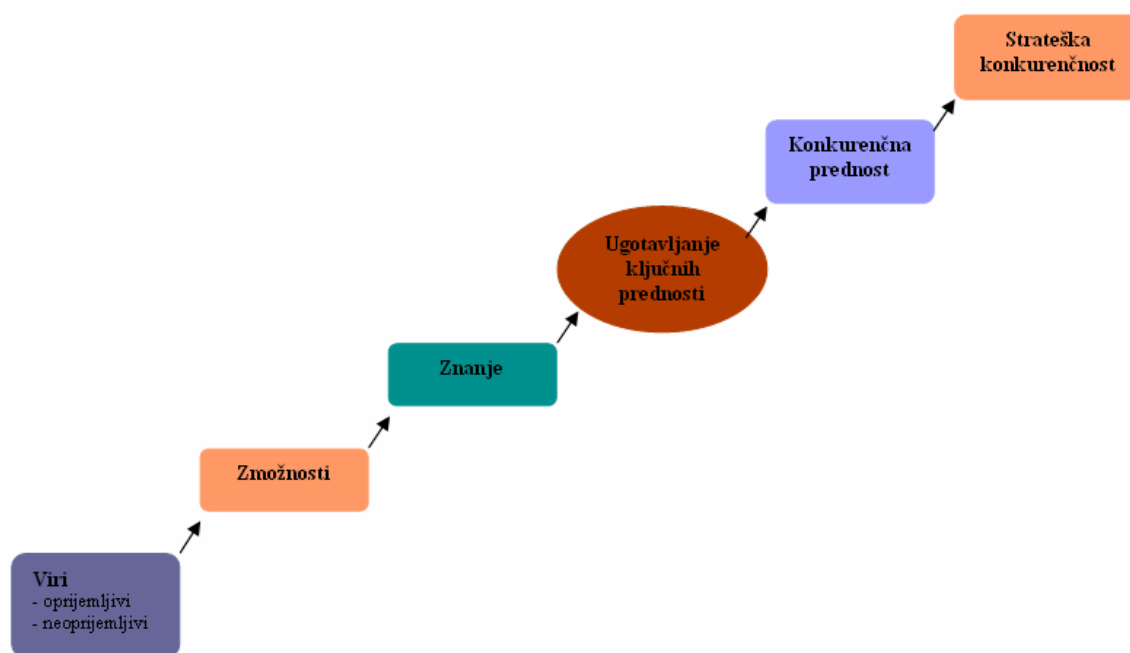 Strateška
konkurenčnost
Konkurenčna
prednost
Ugotavljanje
ključnih
prednosti
Znanje
Zmožnosti
Viri
- oprijemljivi
- neoprijemljivi